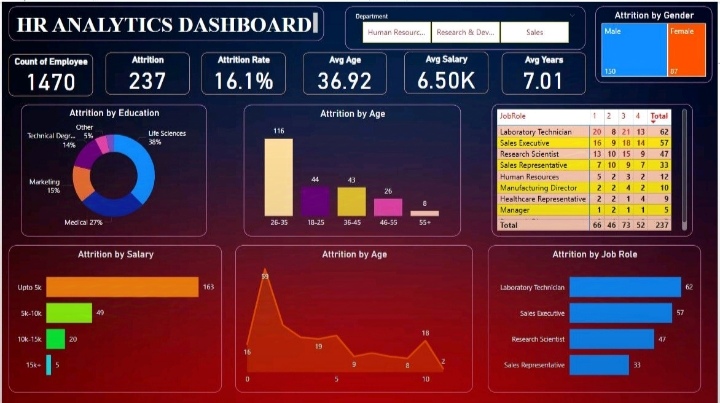 HR ANALYTICS DASHBOARD
Department
Human Resourc...
Research & Dev...
Sales
Attrition by Gender
Male
Female
150
87
Count of Employee
1470
Attrition
237
Attrition Rate
16.1%
Avg Age
36.92
Avg Salary
6.50K
Avg Years
7.01
Attrition by Education
Other
5%
Technical Degr...
14%
Life Sciences
38%
Marketing
15%
Medical 27%
Attrition by Age
116
44
43
26
8
26-35
18-25
36-45
46-55
55+
JobRole 1 2 3 4 Total
Laboratory Technician 20 8 21 13 62
Sales Executive 16 9 18 14 57
Research Scientist 13 10 15 9 47
Sales Representative 7 10 9 7 33
Human Resources 5 2 3 2 12
Manufacturing Director 2 2 4 2 10
Healthcare Representative 2 2 1 4 9
Manager 1 2 1 1 5
Total 66 46 73 52 237
Attrition by Salary
Upto 5k 163
5k-10k 49
10k-15k 20
15k+ 5
Attrition by Age
59
16
19
9
8
18
2
0
5
10
Attrition by Job Role
Laboratory Technician 62
Sales Executive 57
Research Scientist 47
Sales Representative 33